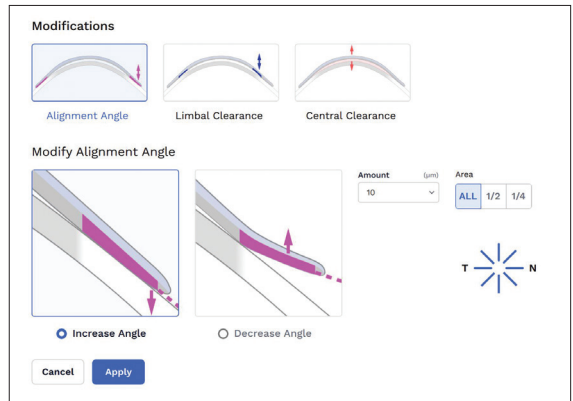 Modifications
Alignment Angle
Limbal Clearance
Central Clearance
Modify Alignment Angle
Amount (μm)
10
Area
ALL 1/2 1/4
T N
Increase Angle
Decrease Angle
Cancel
Apply